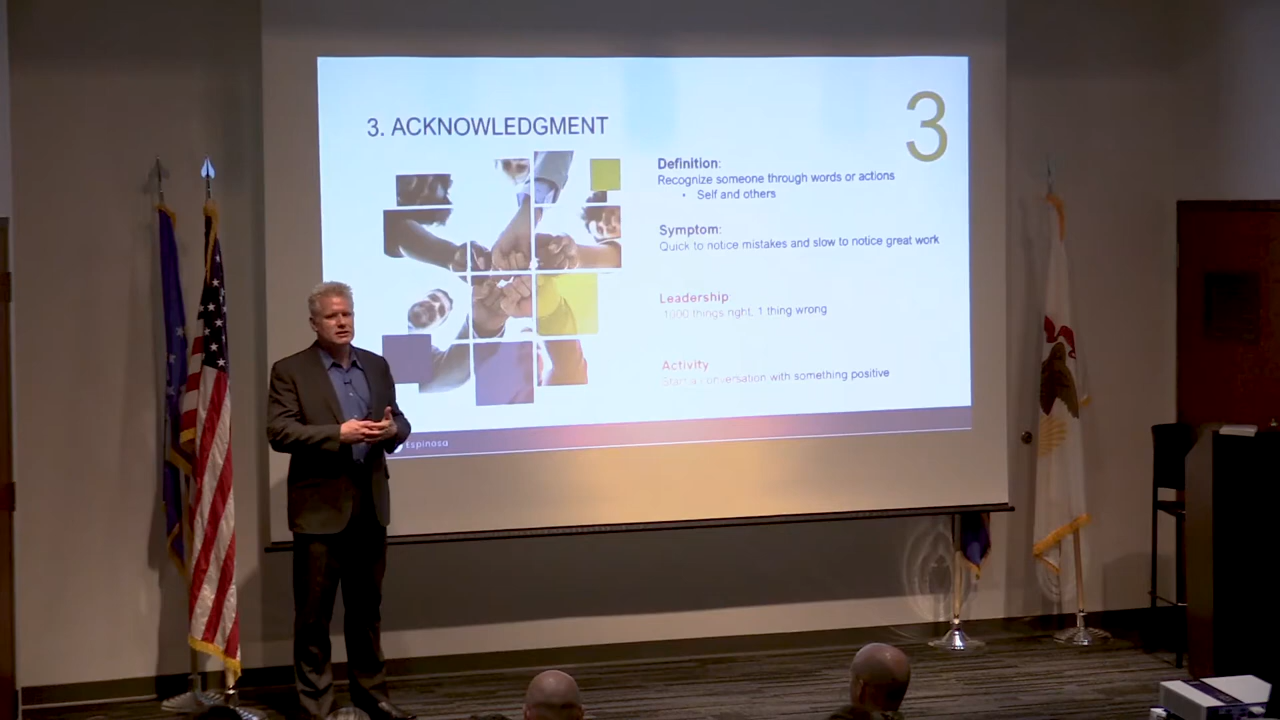 3. ACKNOWLEDGMENT
3
Definition:
Recognize someone through words or actions
• Self and others
Symptom:
Quick to notice mistakes and slow to notice great work
Leadership:
1000 things right, 1 thing wrong
Activity
Start a conversation with something positive
Espinosa